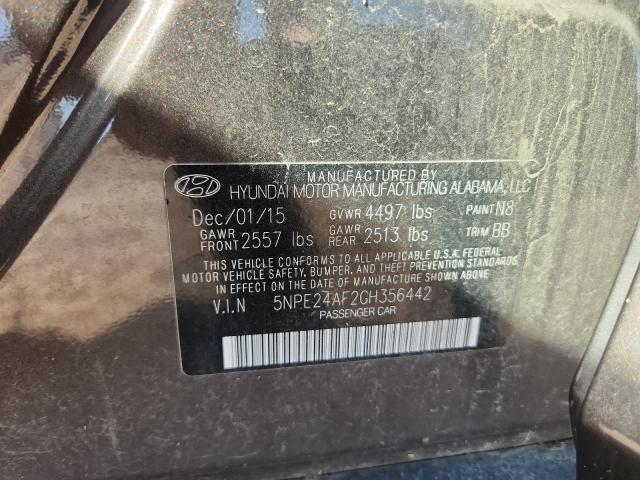 MANUFACTURED BY
HYUNDAI MOTOR MANUFACTURING ALABAMA, LLC
Dec/01/15 GVWR 4497 lbs PAINT N8
GAWR FRONT 2557 lbs GAWR REAR 2513 lbs TRIM BB
THIS VEHICLE CONFORMS TO ALL APPLICABLE U.S.A. FEDERAL
MOTOR VEHICLE SAFETY, BUMPER, AND THEFT PREVENTION
STANDARDS IN EFFECT ON THE DATE OF MANUFACTURE SHOWN ABOVE
V.I.N 5NPE24AF2GH356442
PASSENGER CAR